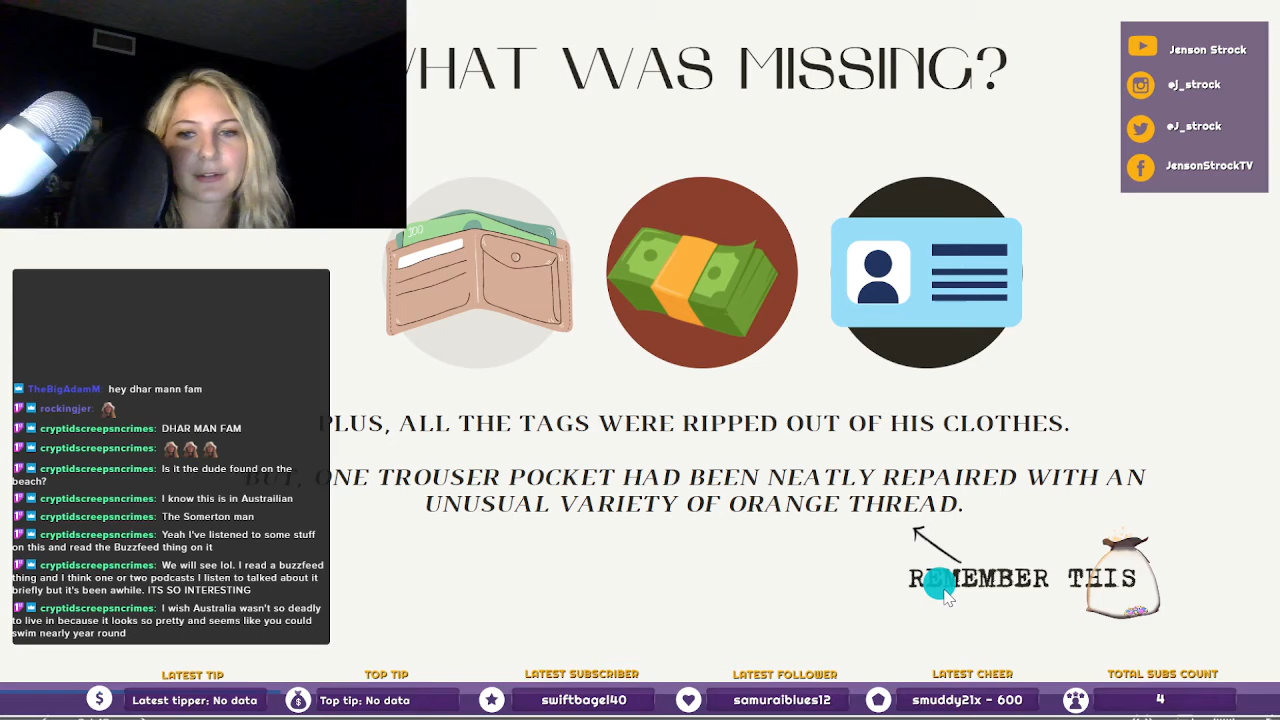 WHAT WAS MISSING?
Jenson Strock
@J_strock
@J_strock
JensonStrockTV
200
PLUS, ALL THE TAGS WERE RIPPED OUT OF HIS CLOTHES.
BUT, ONE TROUSER POCKET HAD BEEN NEATLY REPAIRED WITH AN
UNUSUAL VARIETY OF ORANGE THREAD.
REMEMBER THIS
TheBigAdamM: hey dhar mann fam
rockingjer:
cryptidscreepsncrimes: DHAR MAN FAM
cryptidscreepsncrimes:
cryptidscreepsncrimes: Is it the dude found on the
beach?
cryptidscreepsncrimes: I know this is in Austrailian
cryptidscreepsncrimes: The Somerton man
cryptidscreepsncrimes: Yeah I've listened to some stuff
on this and read the Buzzfeed thing on it
cryptidscreepsncrimes: We will see lol. I read a buzzfeed
thing and I think one or two podcasts I listen to talked about it
briefly but it's been awhile. ITS SO INTERESTING
cryptidscreepsncrimes: I wish Australia wasn't so deadly
to live in because it looks so pretty and seems like you could
swim nearly year round
LATEST TIP
TOP TIP
LATEST SUBSCRIBER
LATEST FOLLOWER
LATEST CHEER
TOTAL SUBS COUNT
Latest tipper: No data
Top tip: No data
swiftbagel40
samuraiblues12
smuddy21x - 600
4